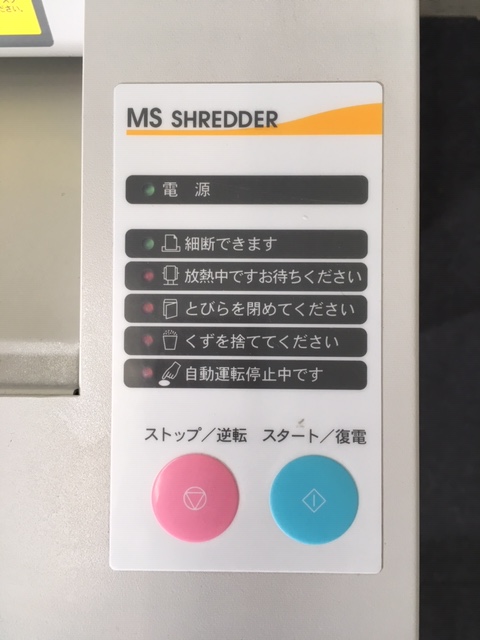 ださい。
MS SHREDDER
電 源
細断できます
放熱中ですお待ちください
とびらを閉めてください
くずを捨ててください
自動運転停止中です
ストップ/逆転 スタート/復電